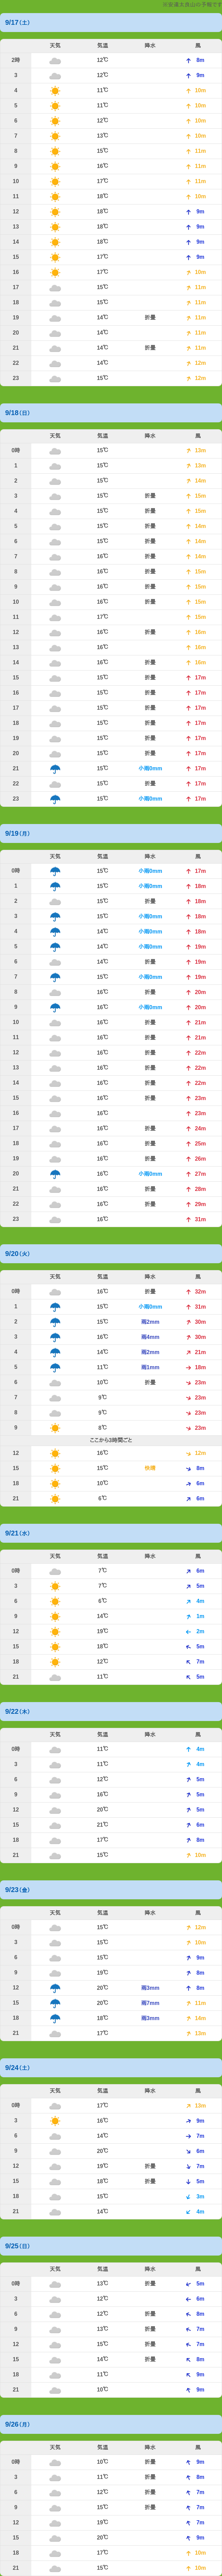 9/17(土)
天気 気温 降水 風
2時 12℃ 8m
3 12℃ 9m
4 11℃ 10m
5 11℃ 10m
6 12℃ 10m
7 13℃ 10m
8 15℃ 11m
9 16℃ 11m
10 17℃ 11m
11 18℃ 10m
12 18℃ 9m
13 18℃ 9m
14 18℃ 9m
15 17℃ 9m
16 17℃ 10m
17 15℃ 11m
18 15℃ 11m
19 14℃ 折曇 11m
20 14℃ 11m
21 14℃ 折曇 11m
22 14℃ 12m
23 15℃ 12m
9/18(日)
天気 気温 降水 風
0時 15℃ 13m
1 15℃ 13m
2 15℃ 14m
3 15℃ 折曇 15m
4 15℃ 折曇 15m
5 15℃ 折曇 14m
6 15℃ 折曇 14m
7 16℃ 折曇 14m
8 16℃ 折曇 15m
9 16℃ 折曇 15m
10 16℃ 折曇 15m
11 17℃ 15m
12 16℃ 折曇 16m
13 16℃ 16m
14 16℃ 折曇 16m
15 15℃ 折曇 17m
16 15℃ 折曇 17m
17 15℃ 折曇 17m
18 15℃ 折曇 17m
19 15℃ 折曇 17m
20 15℃ 折曇 17m
21 15℃ 小雨0mm 17m
22 15℃ 折曇 17m
23 15℃ 小雨0mm 17m
9/19(月)
天気 気温 降水 風
0時 15℃ 小雨0mm 17m
1 15℃ 小雨0mm 18m
2 15℃ 折曇 18m
3 15℃ 小雨0mm 18m
4 14℃ 小雨0mm 18m
5 14℃ 小雨0mm 19m
6 14℃ 折曇 19m
7 15℃ 小雨0mm 19m
8 16℃ 折曇 20m
9 16℃ 小雨0mm 20m
10 16℃ 折曇 21m
11 16℃ 折曇 21m
12 16℃ 折曇 22m
13 16℃ 折曇 22m
14 16℃ 折曇 22m
15 16℃ 折曇 23m
16 16℃ 23m
17 16℃ 折曇 24m
18 16℃ 折曇 25m
19 16℃ 折曇 26m
20 16℃ 小雨0mm 27m
21 16℃ 折曇 28m
22 16℃ 折曇 29m
23 16℃ 31m
9/20(火)
天気 気温 降水 風
0時 16℃ 折曇 32m
1 15℃ 小雨0mm 31m
2 15℃ 雨2mm 30m
3 16℃ 雨4mm 30m
4 14℃ 雨2mm 21m
5 11℃ 雨1mm 18m
6 10℃ 折曇 23m
7 9℃ 23m
8 9℃ 23m
9 8℃ 23m
ここから3時間ごと
12 16℃ 12m
15 15℃ 快晴 8m
18 10℃ 6m
21 6℃ 6m
9/21(水)
天気 気温 降水 風
0時 7℃ 6m
3 7℃ 5m
6 6℃ 4m
9 14℃ 1m
12 19℃ 2m
15 18℃ 5m
18 12℃ 7m
21 11℃ 5m
9/22(木)
天気 気温 降水 風
0時 11℃ 4m
3 11℃ 4m
6 12℃ 5m
9 16℃ 5m
12 20℃ 5m
15 21℃ 6m
18 17℃ 8m
21 15℃ 10m
9/23(金)
天気 気温 降水 風
0時 15℃ 12m
3 15℃ 10m
6 15℃ 9m
9 19℃ 8m
12 20℃ 雨3mm 8m
15 20℃ 雨7mm 11m
18 18℃ 雨3mm 14m
21 17℃ 13m
9/24(土)
天気 気温 降水 風
0時 17℃ 13m
3 16℃ 9m
6 14℃ 7m
9 20℃ 6m
12 19℃ 折曇 7m
15 18℃ 折曇 5m
18 15℃ 3m
21 14℃ 4m
9/25(日)
天気 気温 降水 風
0時 13℃ 折曇 5m
3 12℃ 6m
6 12℃ 折曇 8m
9 13℃ 折曇 7m
12 15℃ 折曇 7m
15 14℃ 折曇 8m
18 11℃ 9m
21 10℃ 9m
9/26(月)
天気 気温 降水 風
0時 10℃ 折曇 9m
3 11℃ 折曇 8m
6 12℃ 折曇 7m
9 15℃ 折曇 7m
12 19℃ 7m
15 20℃ 9m
18 17℃ 10m
21 15℃ 10m